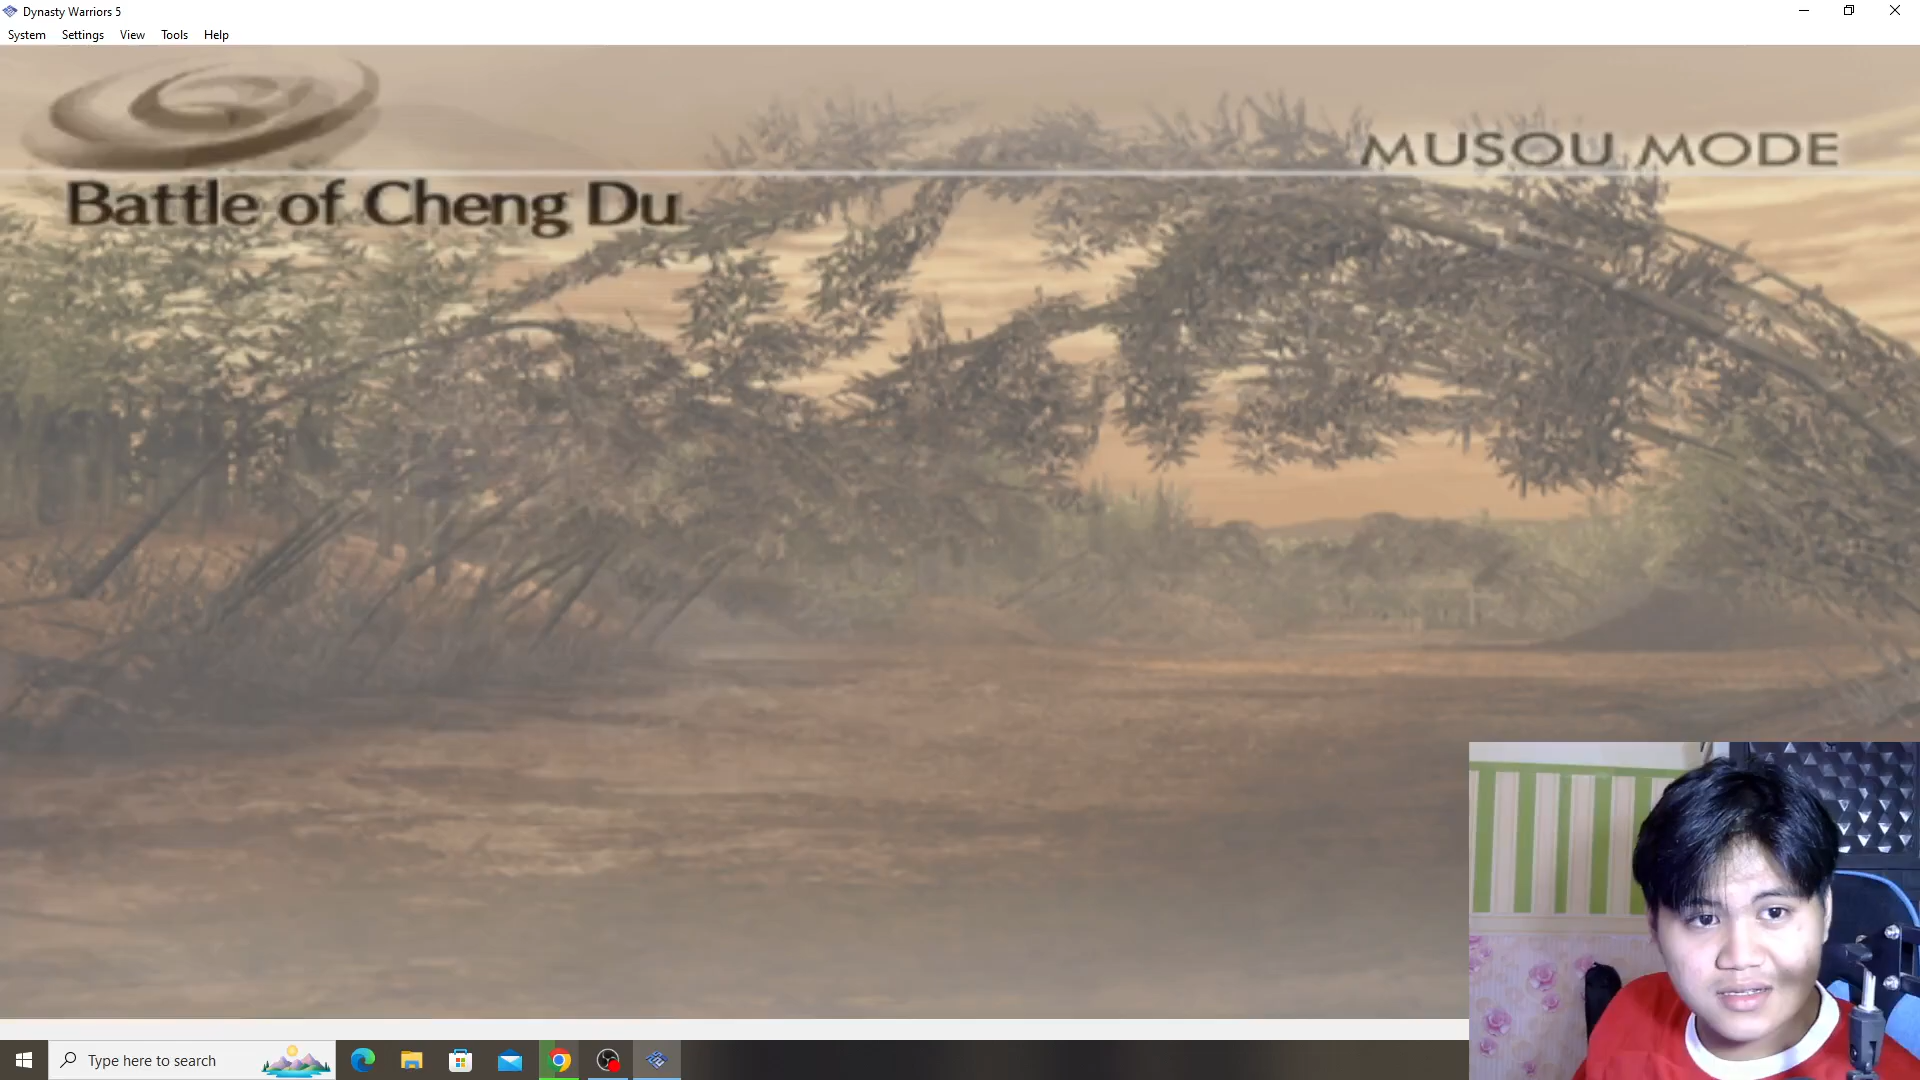 Dynasty Warriors 5
System Settings View Tools Help
MUSOU MODE
Battle of Cheng Du
Type here to search